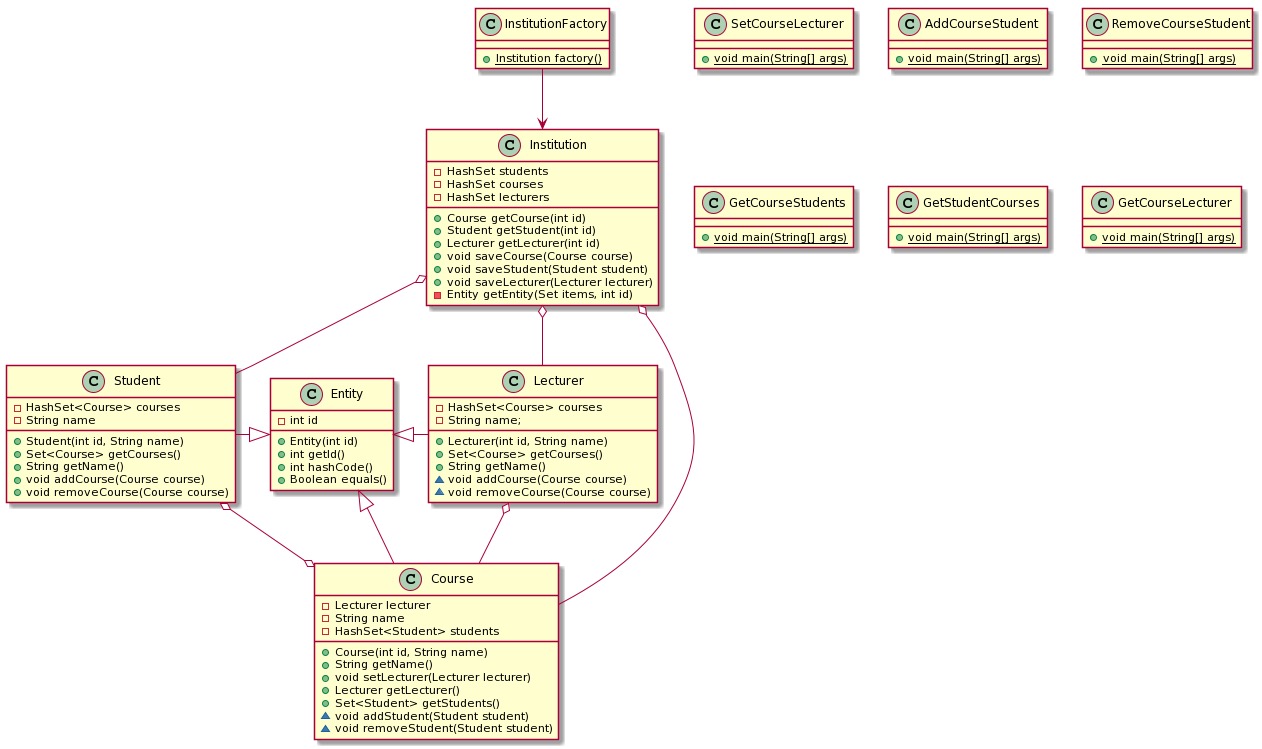 C InstitutionFactory
Institution factory()
C SetCourseLecturer
void main(String[] args)
C AddCourseStudent
void main(String[] args)
C RemoveCourseStudent
void main(String[] args)
C Institution
HashSet students
HashSet courses
HashSet lecturers
Course getCourse(int id)
Student getStudent(int id)
Lecturer getLecturer(int id)
void saveCourse(Course course)
void saveStudent(Student student)
void saveLecturer(Lecturer lecturer)
Entity getEntity(Set items, int id)
C GetCourseStudents
void main(String[] args)
C GetStudentCourses
void main(String[] args)
C GetCourseLecturer
void main(String[] args)
C Student
HashSet<Course> courses
String name
Student(int id, String name)
Set<Course> getCourses()
String getName()
void addCourse(Course course)
void removeCourse(Course course)
C Entity
int id
Entity(int id)
int getId()
int hashCode()
Boolean equals()
C Lecturer
HashSet<Course> courses
String name;
Lecturer(int id, String name)
Set<Course> getCourses()
String getName()
void addCourse(Course course)
void removeCourse(Course course)
C Course
Lecturer lecturer
String name
HashSet<Student> students
Course(int id, String name)
String getName()
void setLecturer(Lecturer lecturer)
Lecturer getLecturer()
Set<Student> getStudents()
void addStudent(Student student)
void removeStudent(Student student)